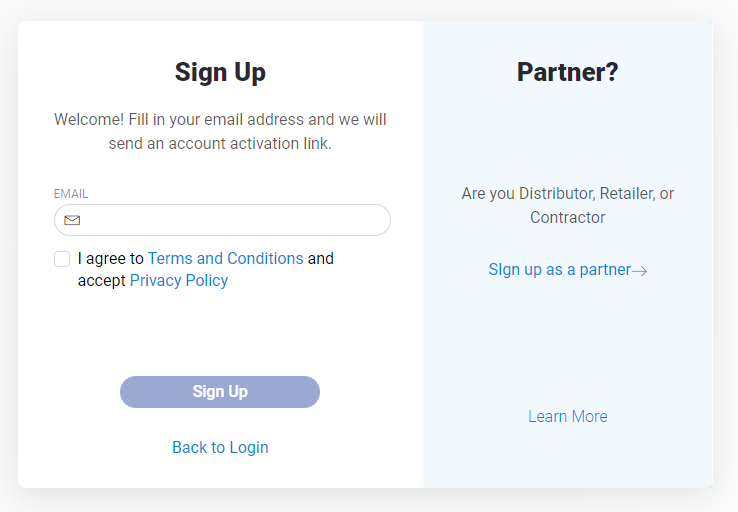 Sign Up
Welcome! Fill in your email address and we will
send an account activation link.
EMAIL
I agree to Terms and Conditions and
accept Privacy Policy
Sign Up
Back to Login
Partner?
Are you Distributor, Retailer, or
Contractor
SIgn up as a partner
Learn More